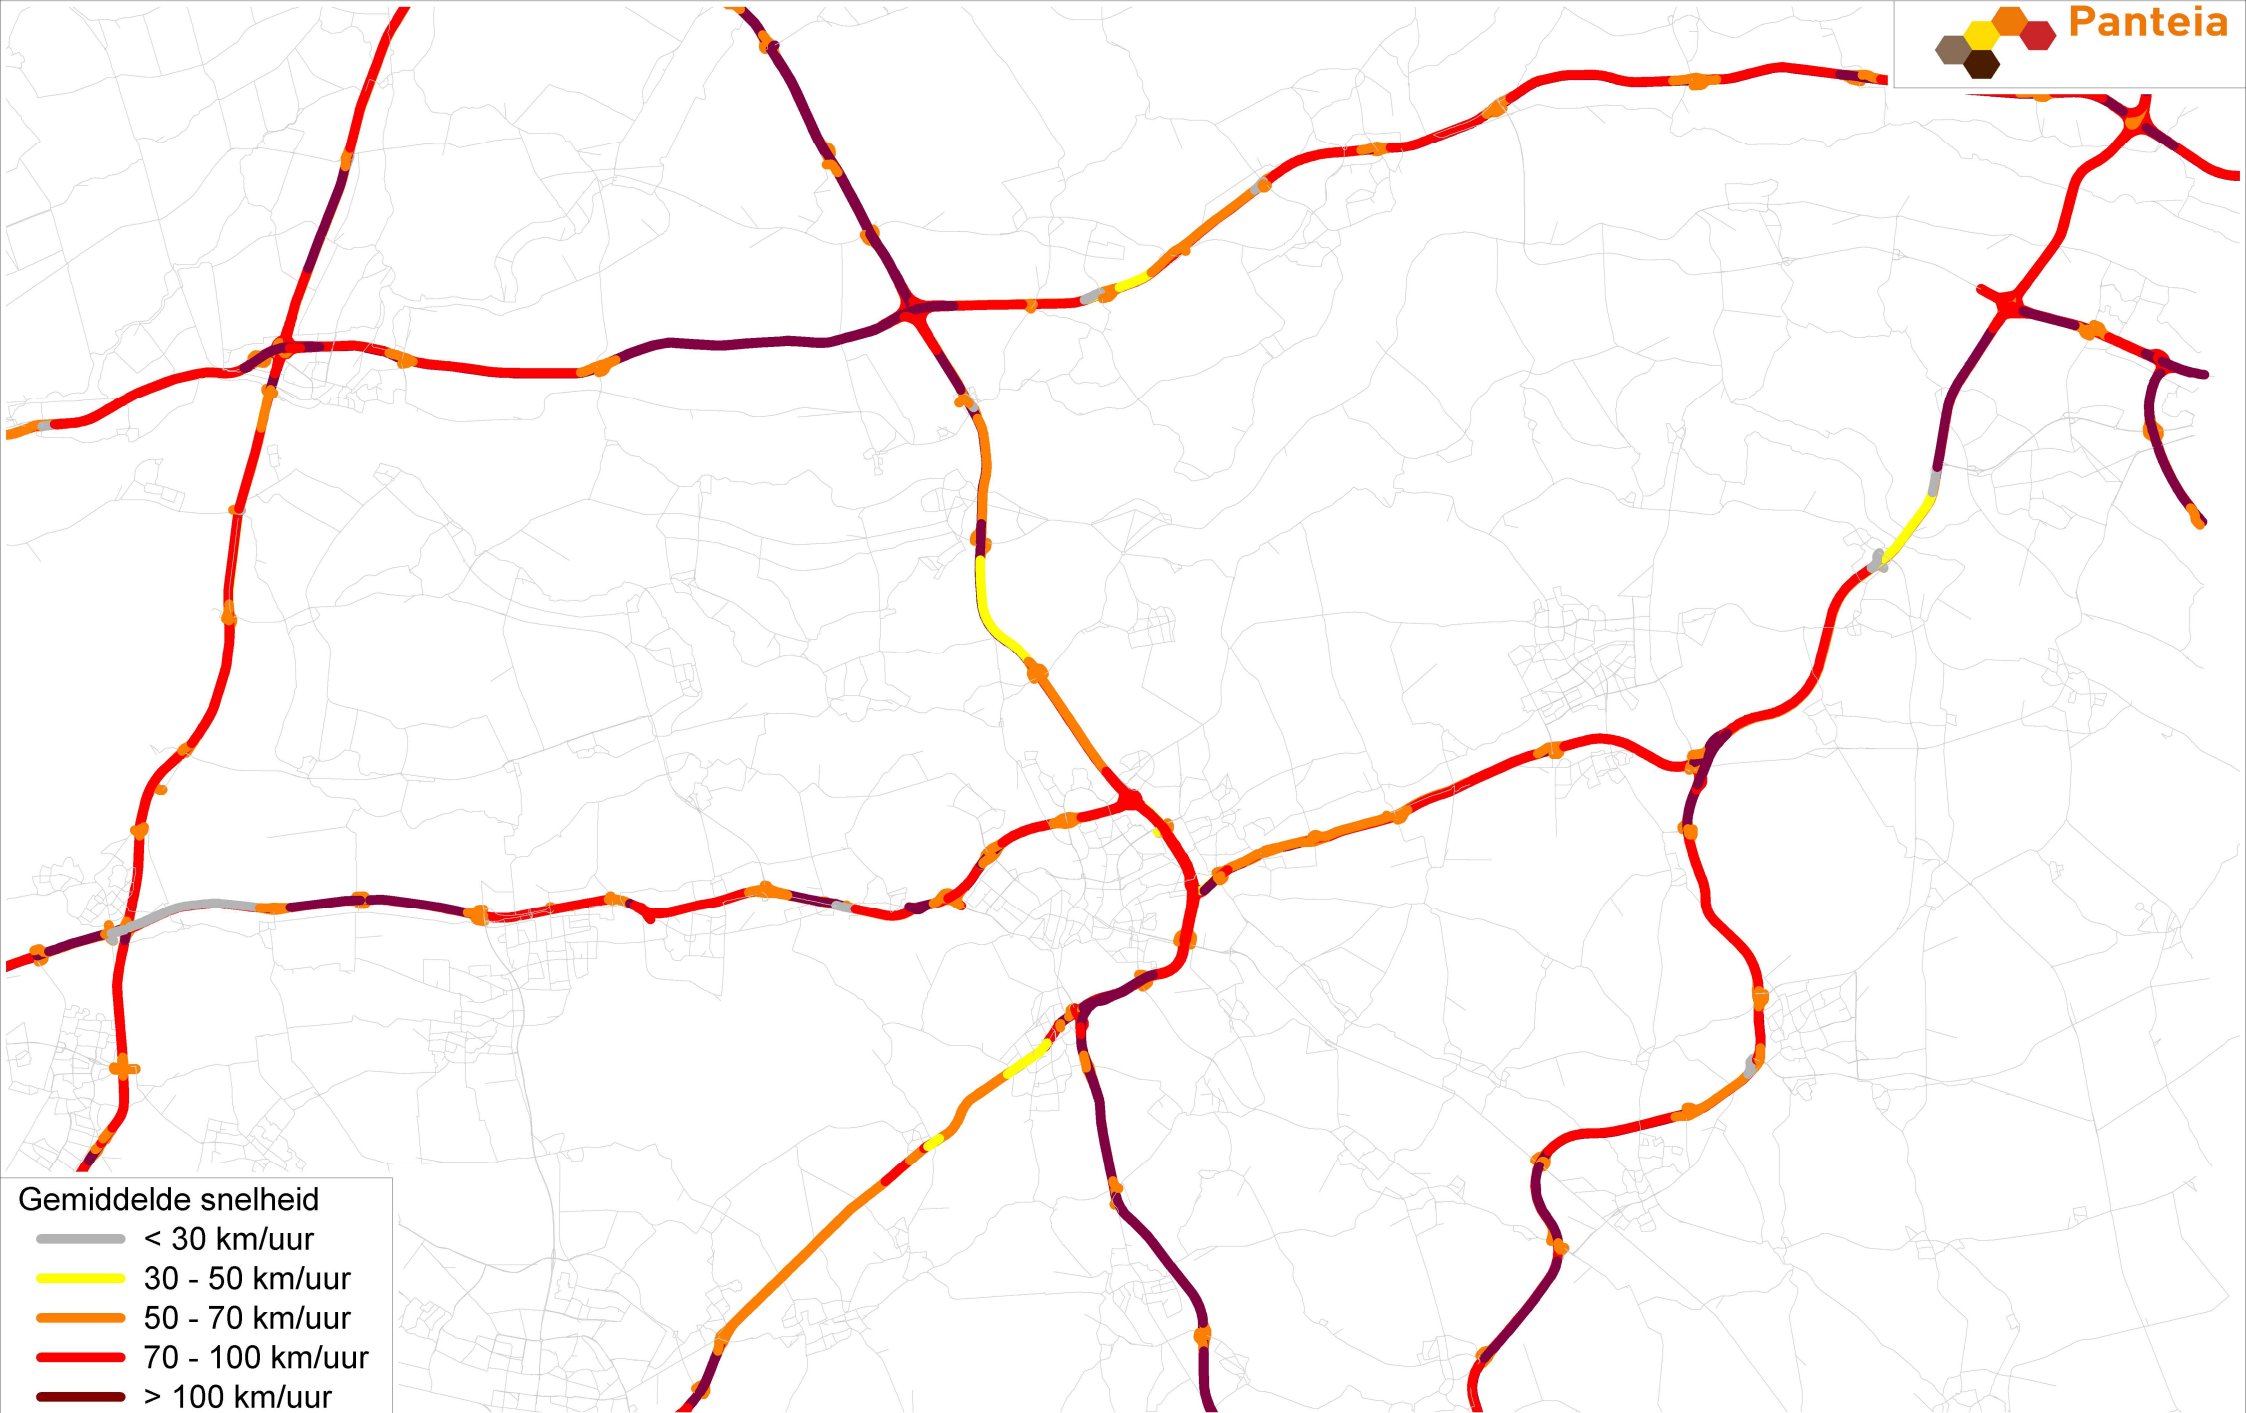 Panteia
Gemiddelde snelheid
< 30 km/uur
30 - 50 km/uur
50 - 70 km/uur
70 - 100 km/uur
> 100 km/uur